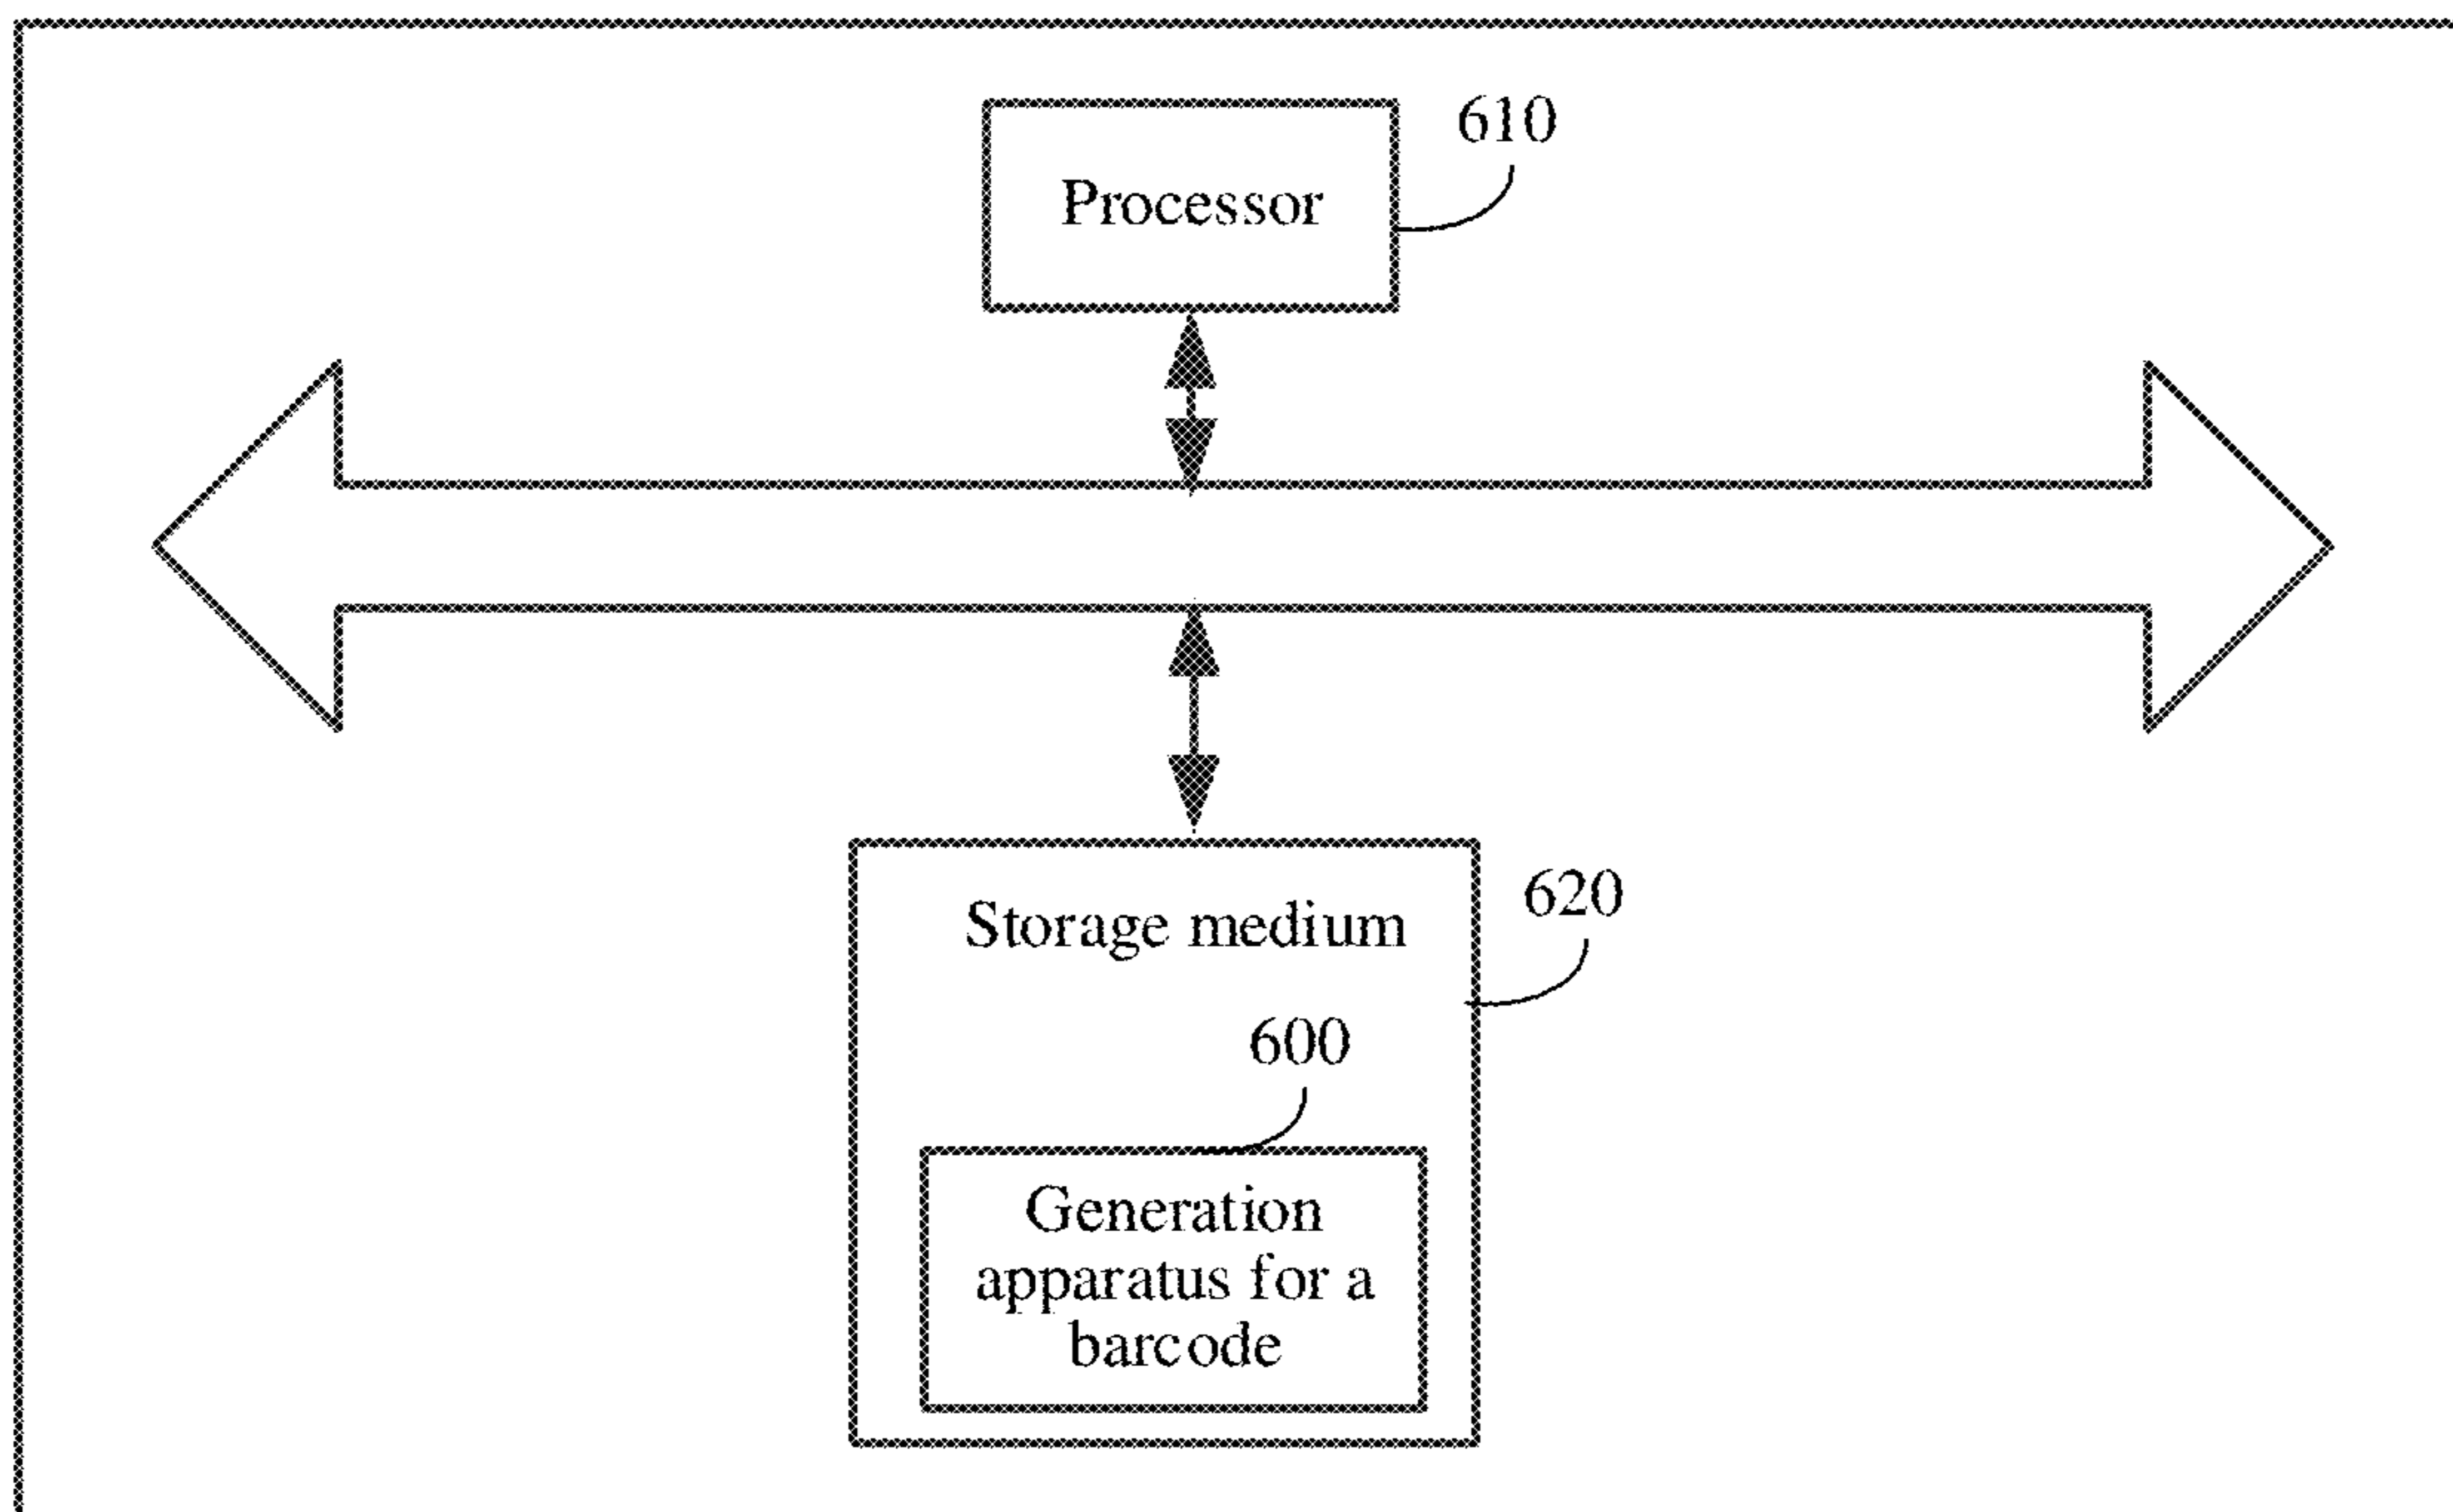 610
Processor
620
Storage medium
600
Generation
apparatus for a
barcode